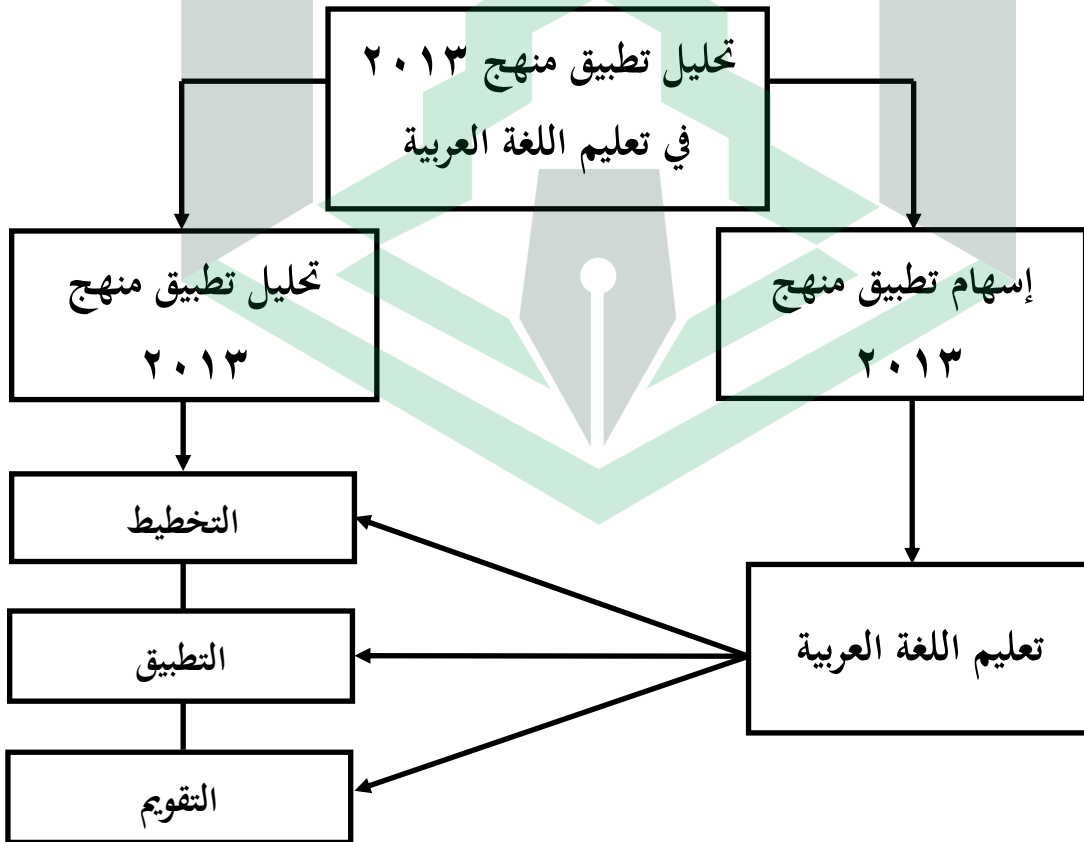 تحليل تطبيق منهج ٢٠١٣
في تعليم اللغة العربية
إسهام تطبيق منهج
٢٠١٣
تحليل تطبيق منهج
٢٠١٣
التخطيط
التطبيق
التقويم
تعليم اللغة العربية